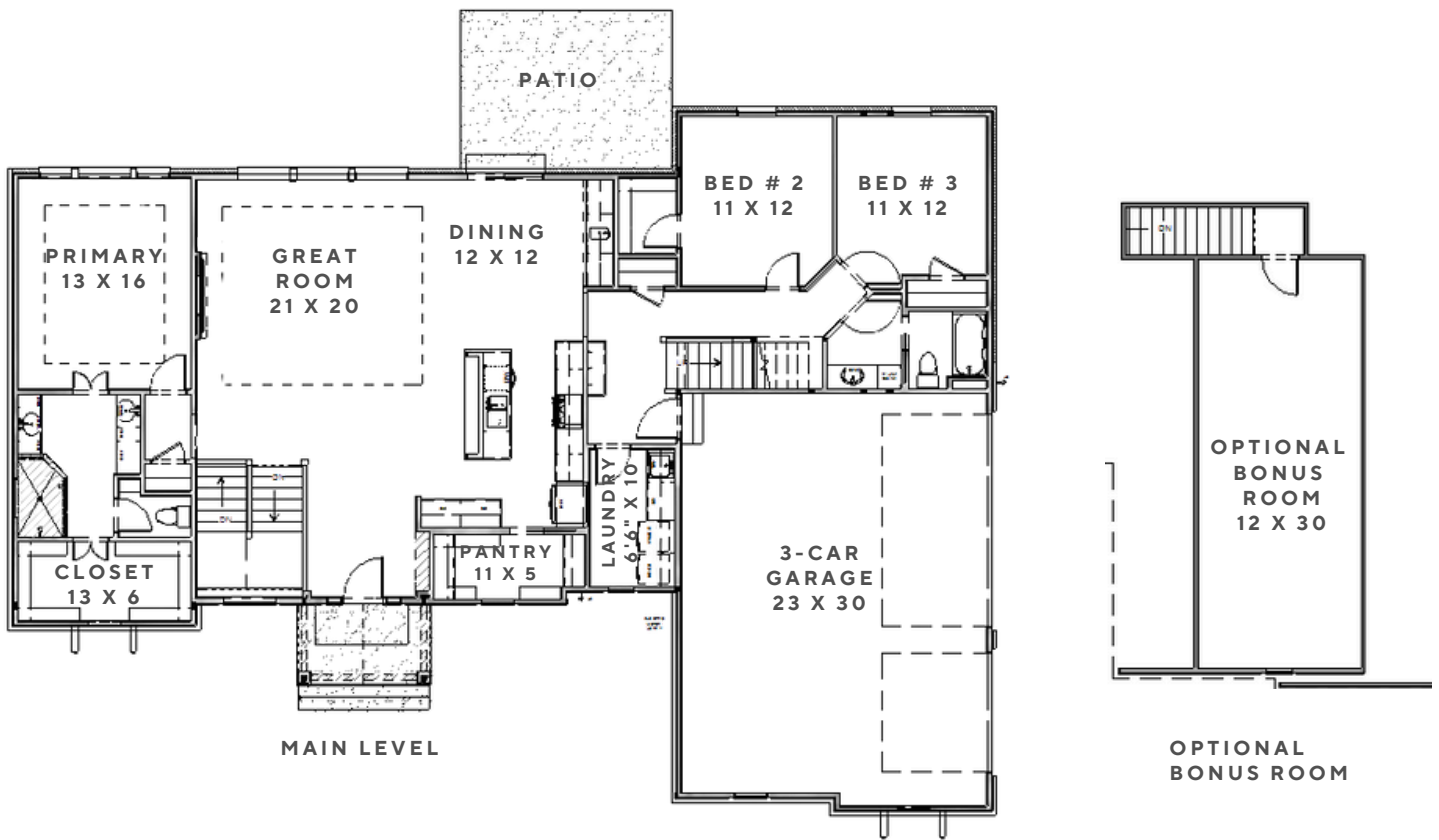 PATIO
BED # 2
11 X 12
BED # 3
11 X 12
PRIMARY
13 X 16
GREAT
ROOM
21 X 20
DINING
12 X 12
DN
OPTIONAL
BONUS
ROOM
12 X 30
LAUNDRY
6'6" X 10'
PANTRY
11 X 5
3-CAR
GARAGE
23 X 30
CLOSET
13 X 6
DN
MAIN LEVEL
OPTIONAL
BONUS ROOM